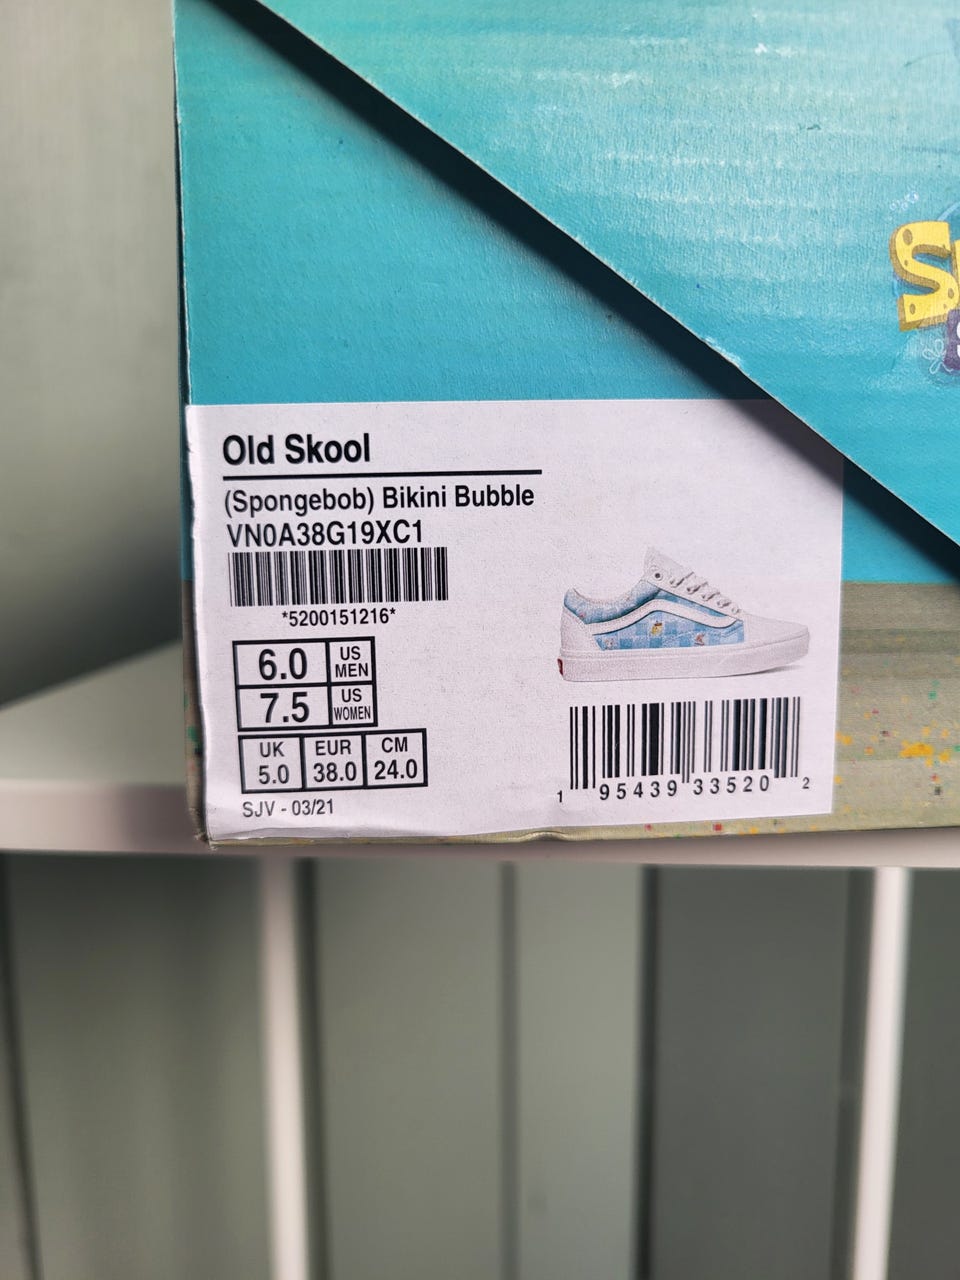 Old Skool
(Spongebob) Bikini Bubble
VN0A38G19XC1
*5200151216*
6.0 US MEN
7.5 US WOMEN
UK EUR CM
5.0 38.0 24.0
SJV - 03/21
1 95439 33520 2